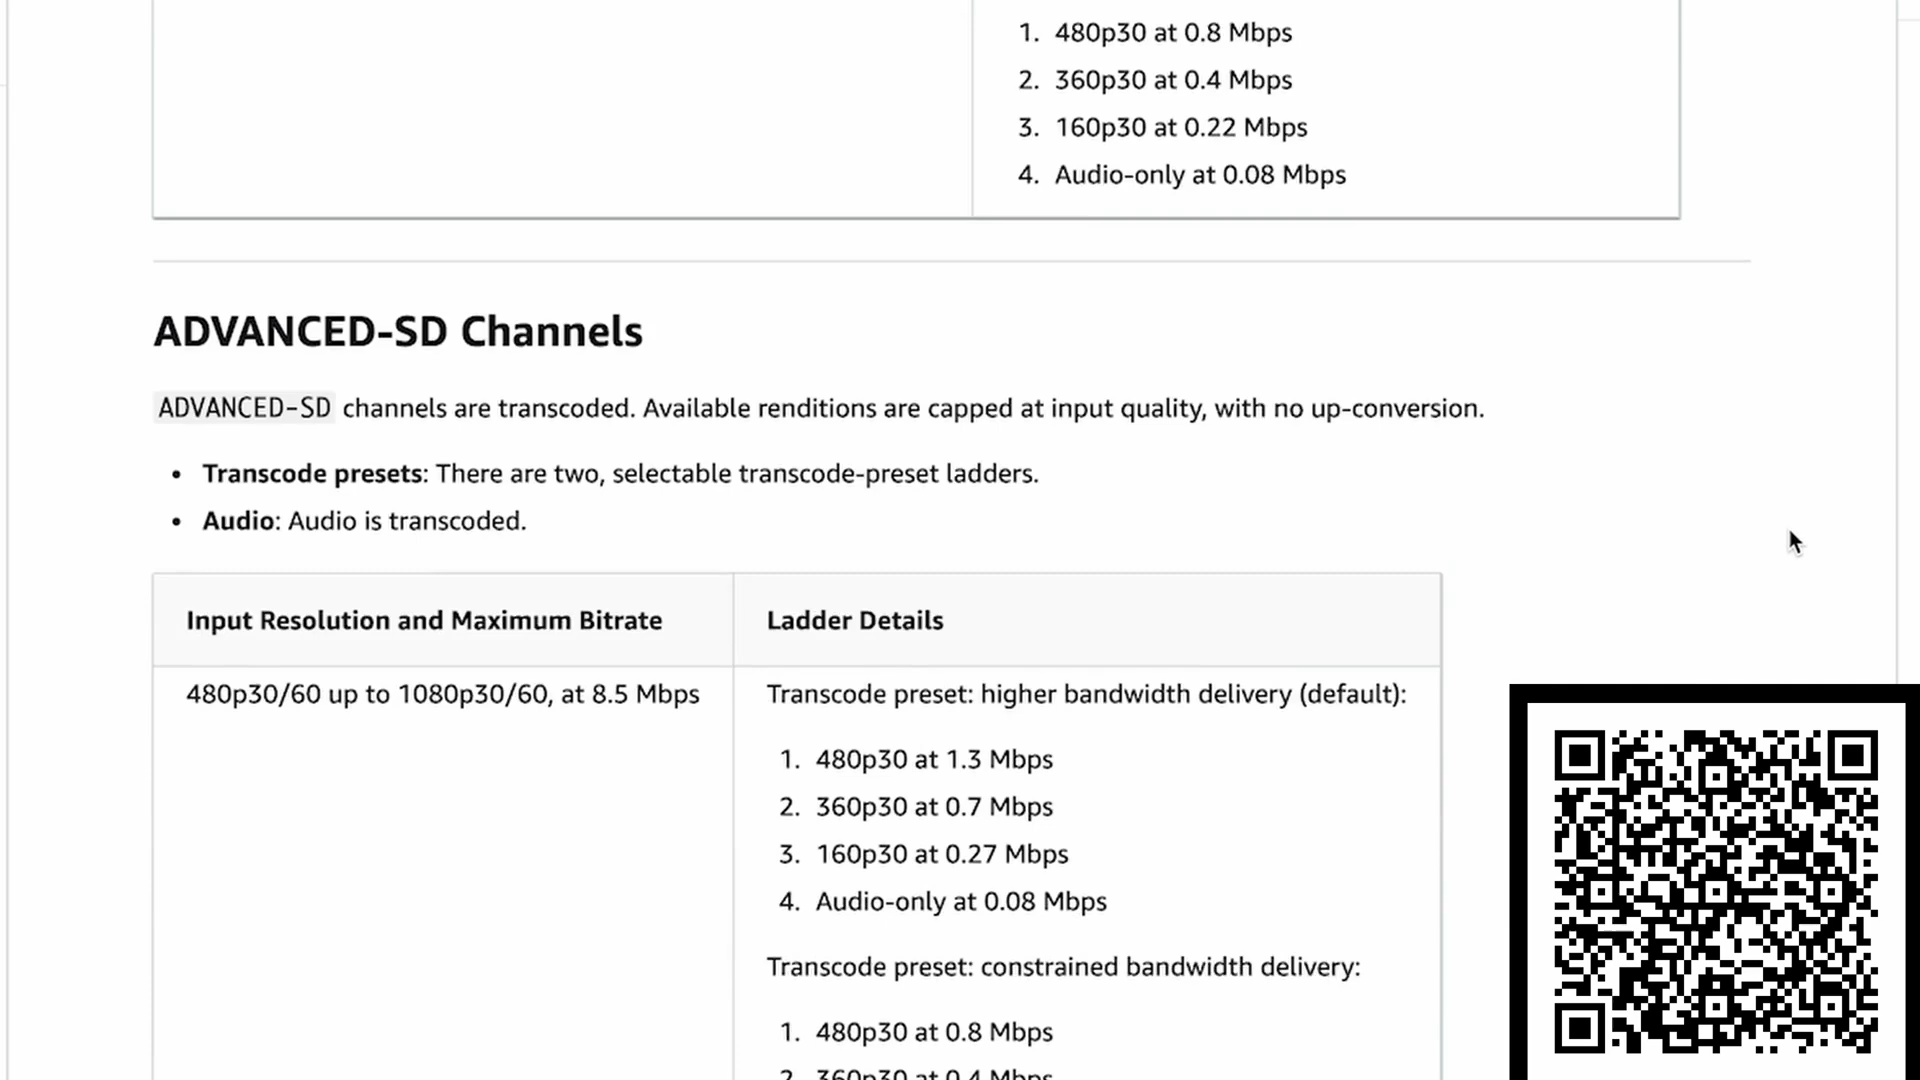 1. 480p30 at 0.8 Mbps
2. 360p30 at 0.4 Mbps
3. 160p30 at 0.22 Mbps
4. Audio-only at 0.08 Mbps
ADVANCED-SD Channels
ADVANCED-SD channels are transcoded. Available renditions are capped at input quality, with no up-conversion.
• Transcode presets: There are two, selectable transcode-preset ladders.
• Audio: Audio is transcoded.
Input Resolution and Maximum Bitrate
Ladder Details
480p30/60 up to 1080p30/60, at 8.5 Mbps
Transcode preset: higher bandwidth delivery (default):
1. 480p30 at 1.3 Mbps
2. 360p30 at 0.7 Mbps
3. 160p30 at 0.27 Mbps
4. Audio-only at 0.08 Mbps
Transcode preset: constrained bandwidth delivery:
1. 480p30 at 0.8 Mbps
2. 360p30 at 0.4 Mbps